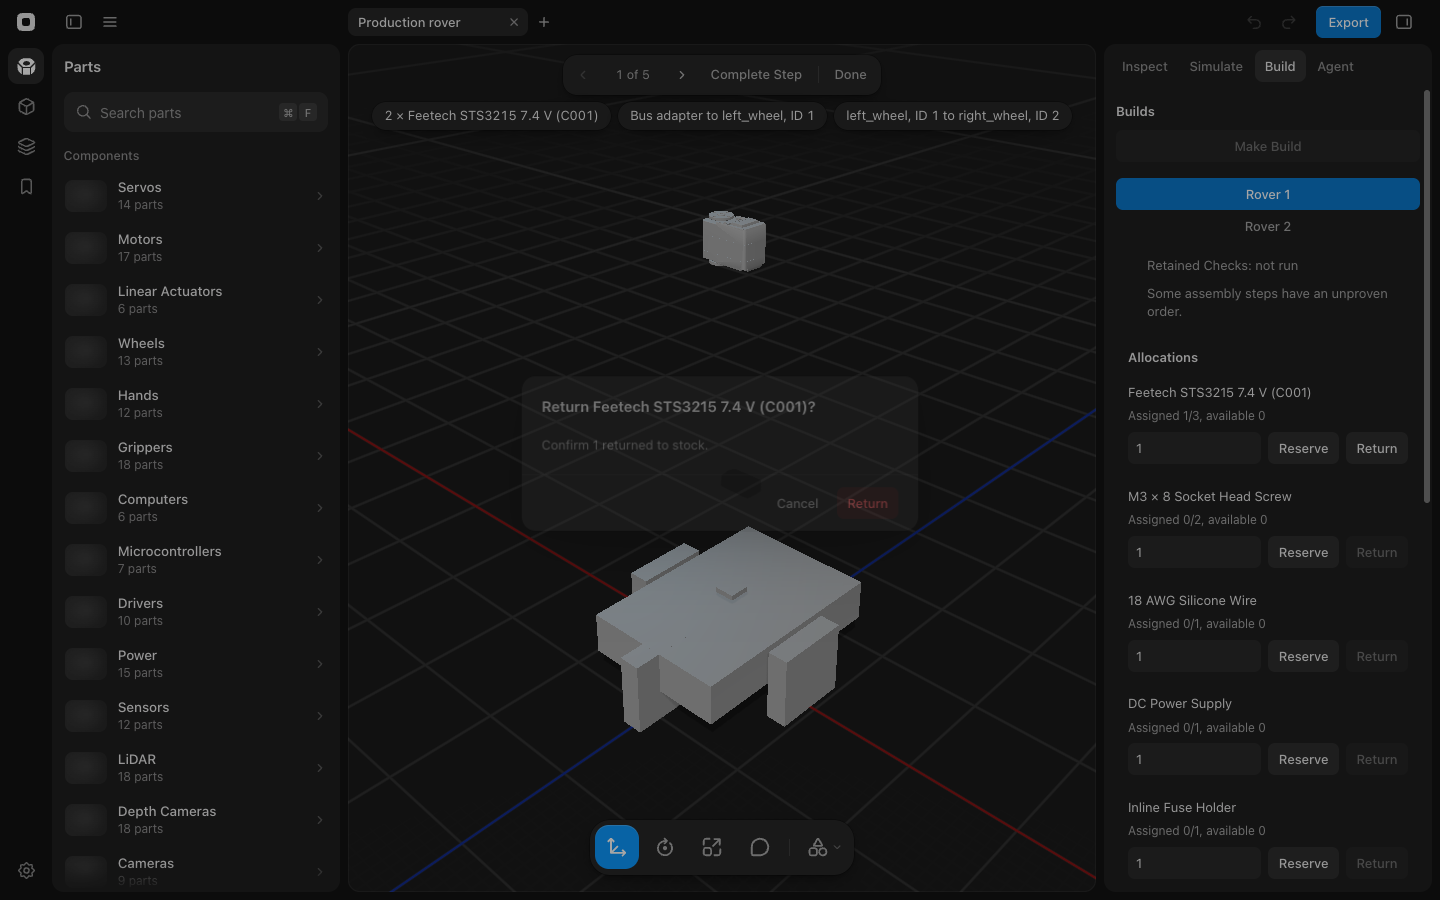 Production rover
Export
Parts
Search parts
⌘ F
Components
Servos
14 parts
Motors
17 parts
Linear Actuators
6 parts
Wheels
13 parts
Hands
12 parts
Grippers
18 parts
Computers
6 parts
Microcontrollers
7 parts
Drivers
10 parts
Power
15 parts
Sensors
12 parts
LiDAR
18 parts
Depth Cameras
18 parts
Cameras
9 parts
1 of 5
Complete Step
Done
2 × Feetech STS3215 7.4 V (C001)
Bus adapter to left_wheel, ID 1
left_wheel, ID 1 to right_wheel, ID 2
Return Feetech STS3215 7.4 V (C001)?
Confirm 1 returned to stock.
Cancel
Return
Inspect
Simulate
Build
Agent
Builds
Make Build
Rover 1
Rover 2
Retained Checks: not run
Some assembly steps have an unproven
order.
Allocations
Feetech STS3215 7.4 V (C001)
Assigned 1/3, available 0
1 Reserve Return
M3 × 8 Socket Head Screw
Assigned 0/2, available 0
1 Reserve Return
18 AWG Silicone Wire
Assigned 0/1, available 0
1 Reserve Return
DC Power Supply
Assigned 0/1, available 0
1 Reserve Return
Inline Fuse Holder
Assigned 0/1, available 0
1 Reserve Return